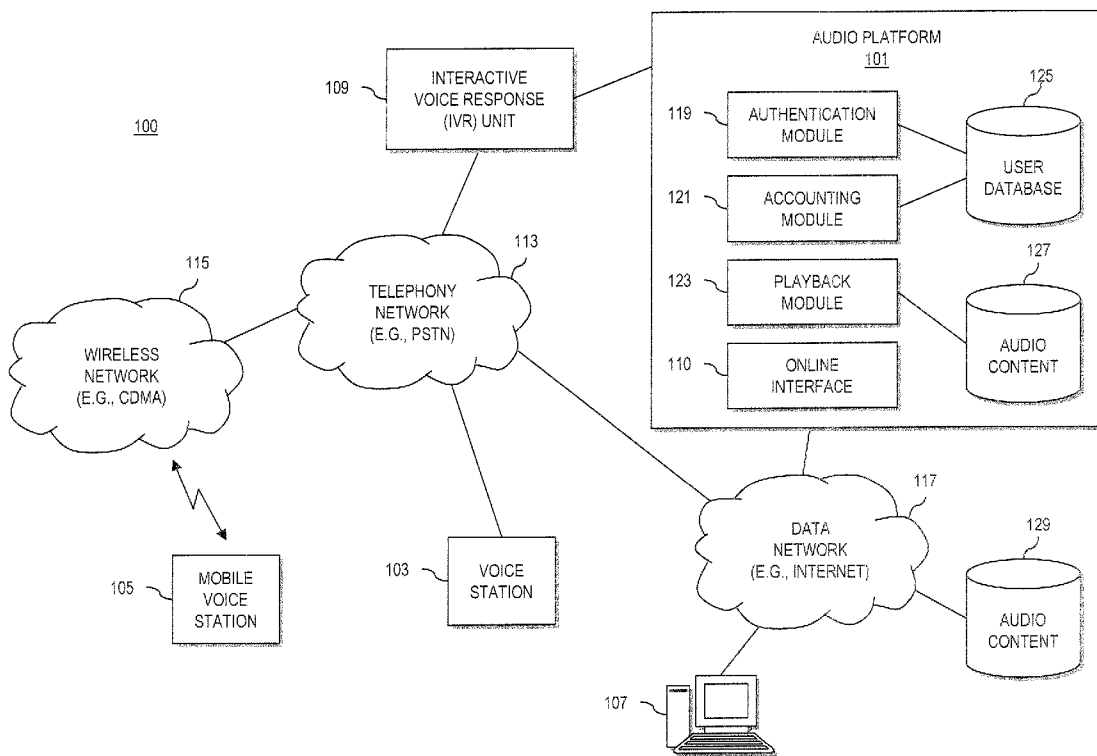 AUDIO PLATFORM
101
109
INTERACTIVE
VOICE RESPONSE
(IVR) UNIT
125
100
119
AUTHENTICATION
MODULE
USER
DATABASE
121
ACCOUNTING
MODULE
113
127
123
PLAYBACK
MODULE
115
TELEPHONY
NETWORK
(E.G., PSTN)
AUDIO
CONTENT
110
ONLINE
INTERFACE
WIRELESS
NETWORK
(E.G., CDMA)
117
DATA
NETWORK
(E.G., INTERNET)
129
105
MOBILE
VOICE
STATION
103
VOICE
STATION
AUDIO
CONTENT
107